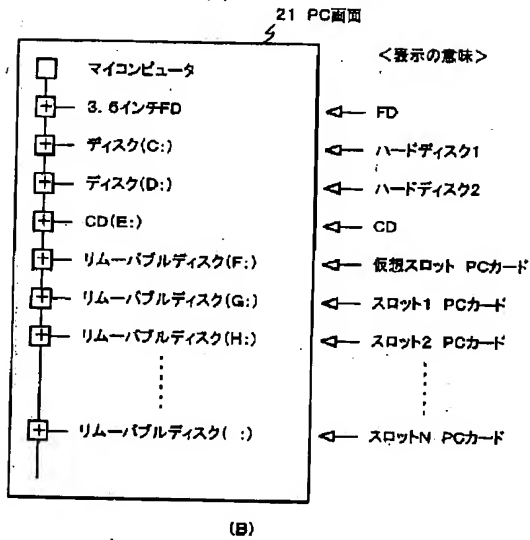 21 PC画面
<表示の意味>
マイコンピュータ
3.5インチFD
FD
ディスク(C:)
ハードディスク1
ディスク(D:)
ハードディスク2
CD(E:)
CD
リムーバブルディスク(F:)
仮想スロット PCカード
リムーバブルディスク(G:)
スロット1 PCカード
リムーバブルディスク(H:)
スロット2 PCカード
リムーバブルディスク( :)
スロットN PCカード
(B)